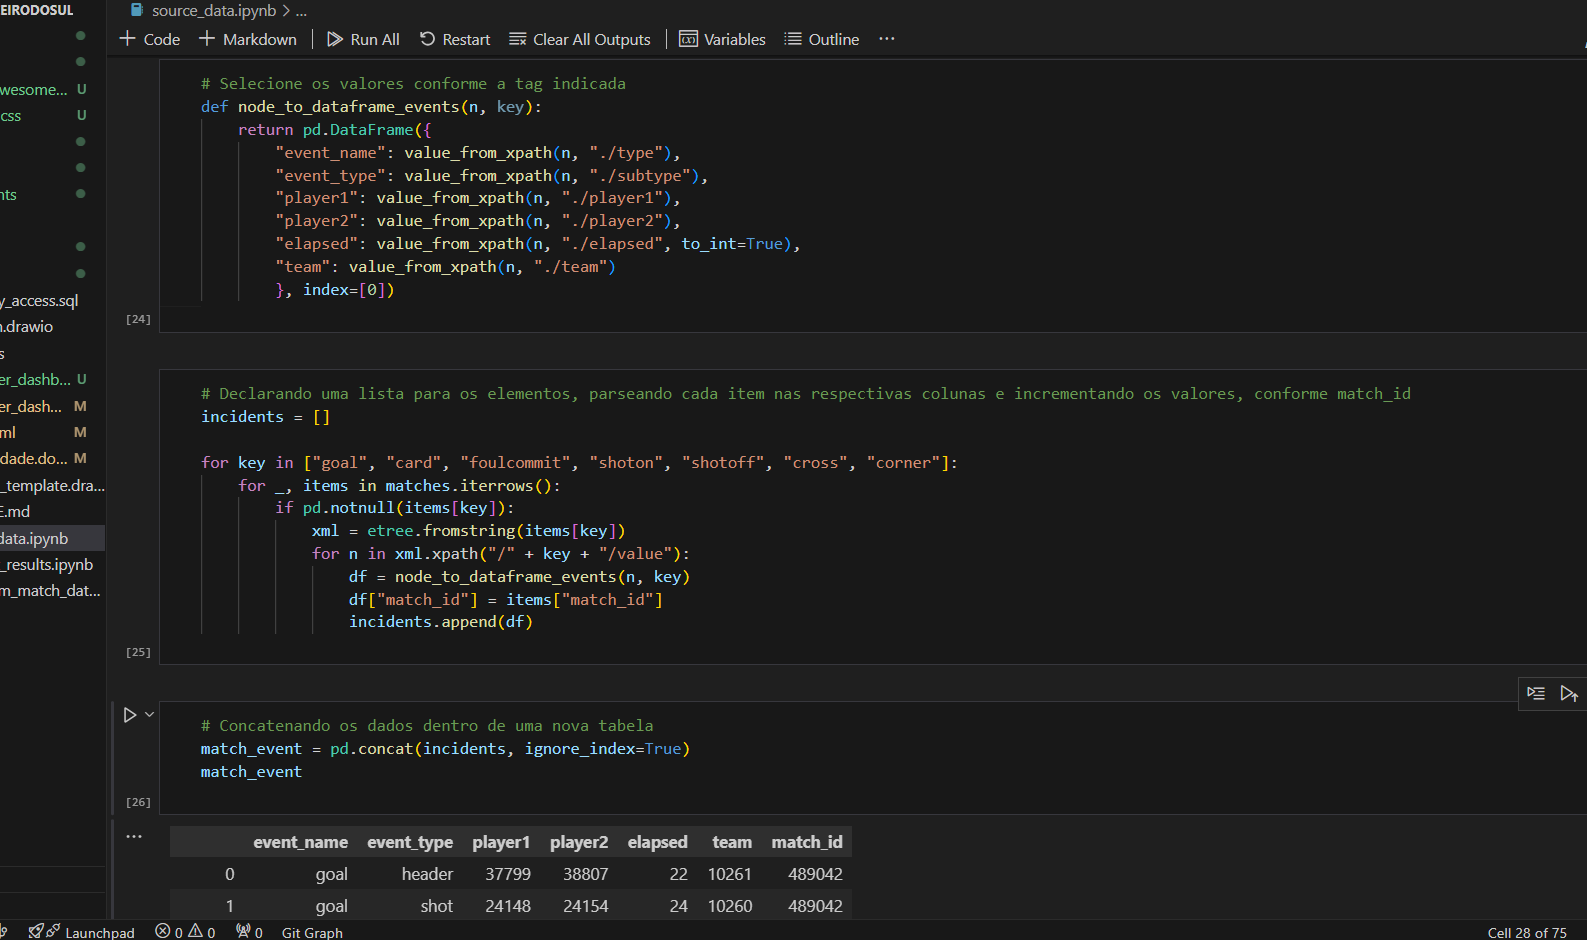 EIRODOSUL
source_data.ipynb > ...
Code Markdown Run All Restart Clear All Outputs Variables Outline ...
wesome... U
css U
nts
y_access.sql
n.drawio
s
er_dashb... U
er_dash... M
ml M
dade.do... M
_template.dra...
E.md
data.ipynb
_results.ipynb
m_match_dat...
# Selecione os valores conforme a tag indicada
def node_to_dataframe_events(n, key):
return pd.DataFrame({
"event_name": value_from_xpath(n, "./type"),
"event_type": value_from_xpath(n, "./subtype"),
"player1": value_from_xpath(n, "./player1"),
"player2": value_from_xpath(n, "./player2"),
"elapsed": value_from_xpath(n, "./elapsed", to_int=True),
"team": value_from_xpath(n, "./team")
}, index=[0])
[24]
# Declarando uma lista para os elementos, parseando cada item nas respectivas colunas e incrementando os valores, conforme match_id
incidents = []
for key in ["goal", "card", "foulcommit", "shoton", "shotoff", "cross", "corner"]:
for _, items in matches.iterrows():
if pd.notnull(items[key]):
xml = etree.fromstring(items[key])
for n in xml.xpath("/" + key + "/value"):
df = node_to_dataframe_events(n, key)
df["match_id"] = items["match_id"]
incidents.append(df)
[25]
# Concatenando os dados dentro de uma nova tabela
match_event = pd.concat(incidents, ignore_index=True)
match_event
[26]
...
event_name event_type player1 player2 elapsed team match_id
0 goal header 37799 38807 22 10261 489042
1 goal shot 24148 24154 24 10260 489042
Launchpad 0 0 0 Git Graph Cell 28 of 75